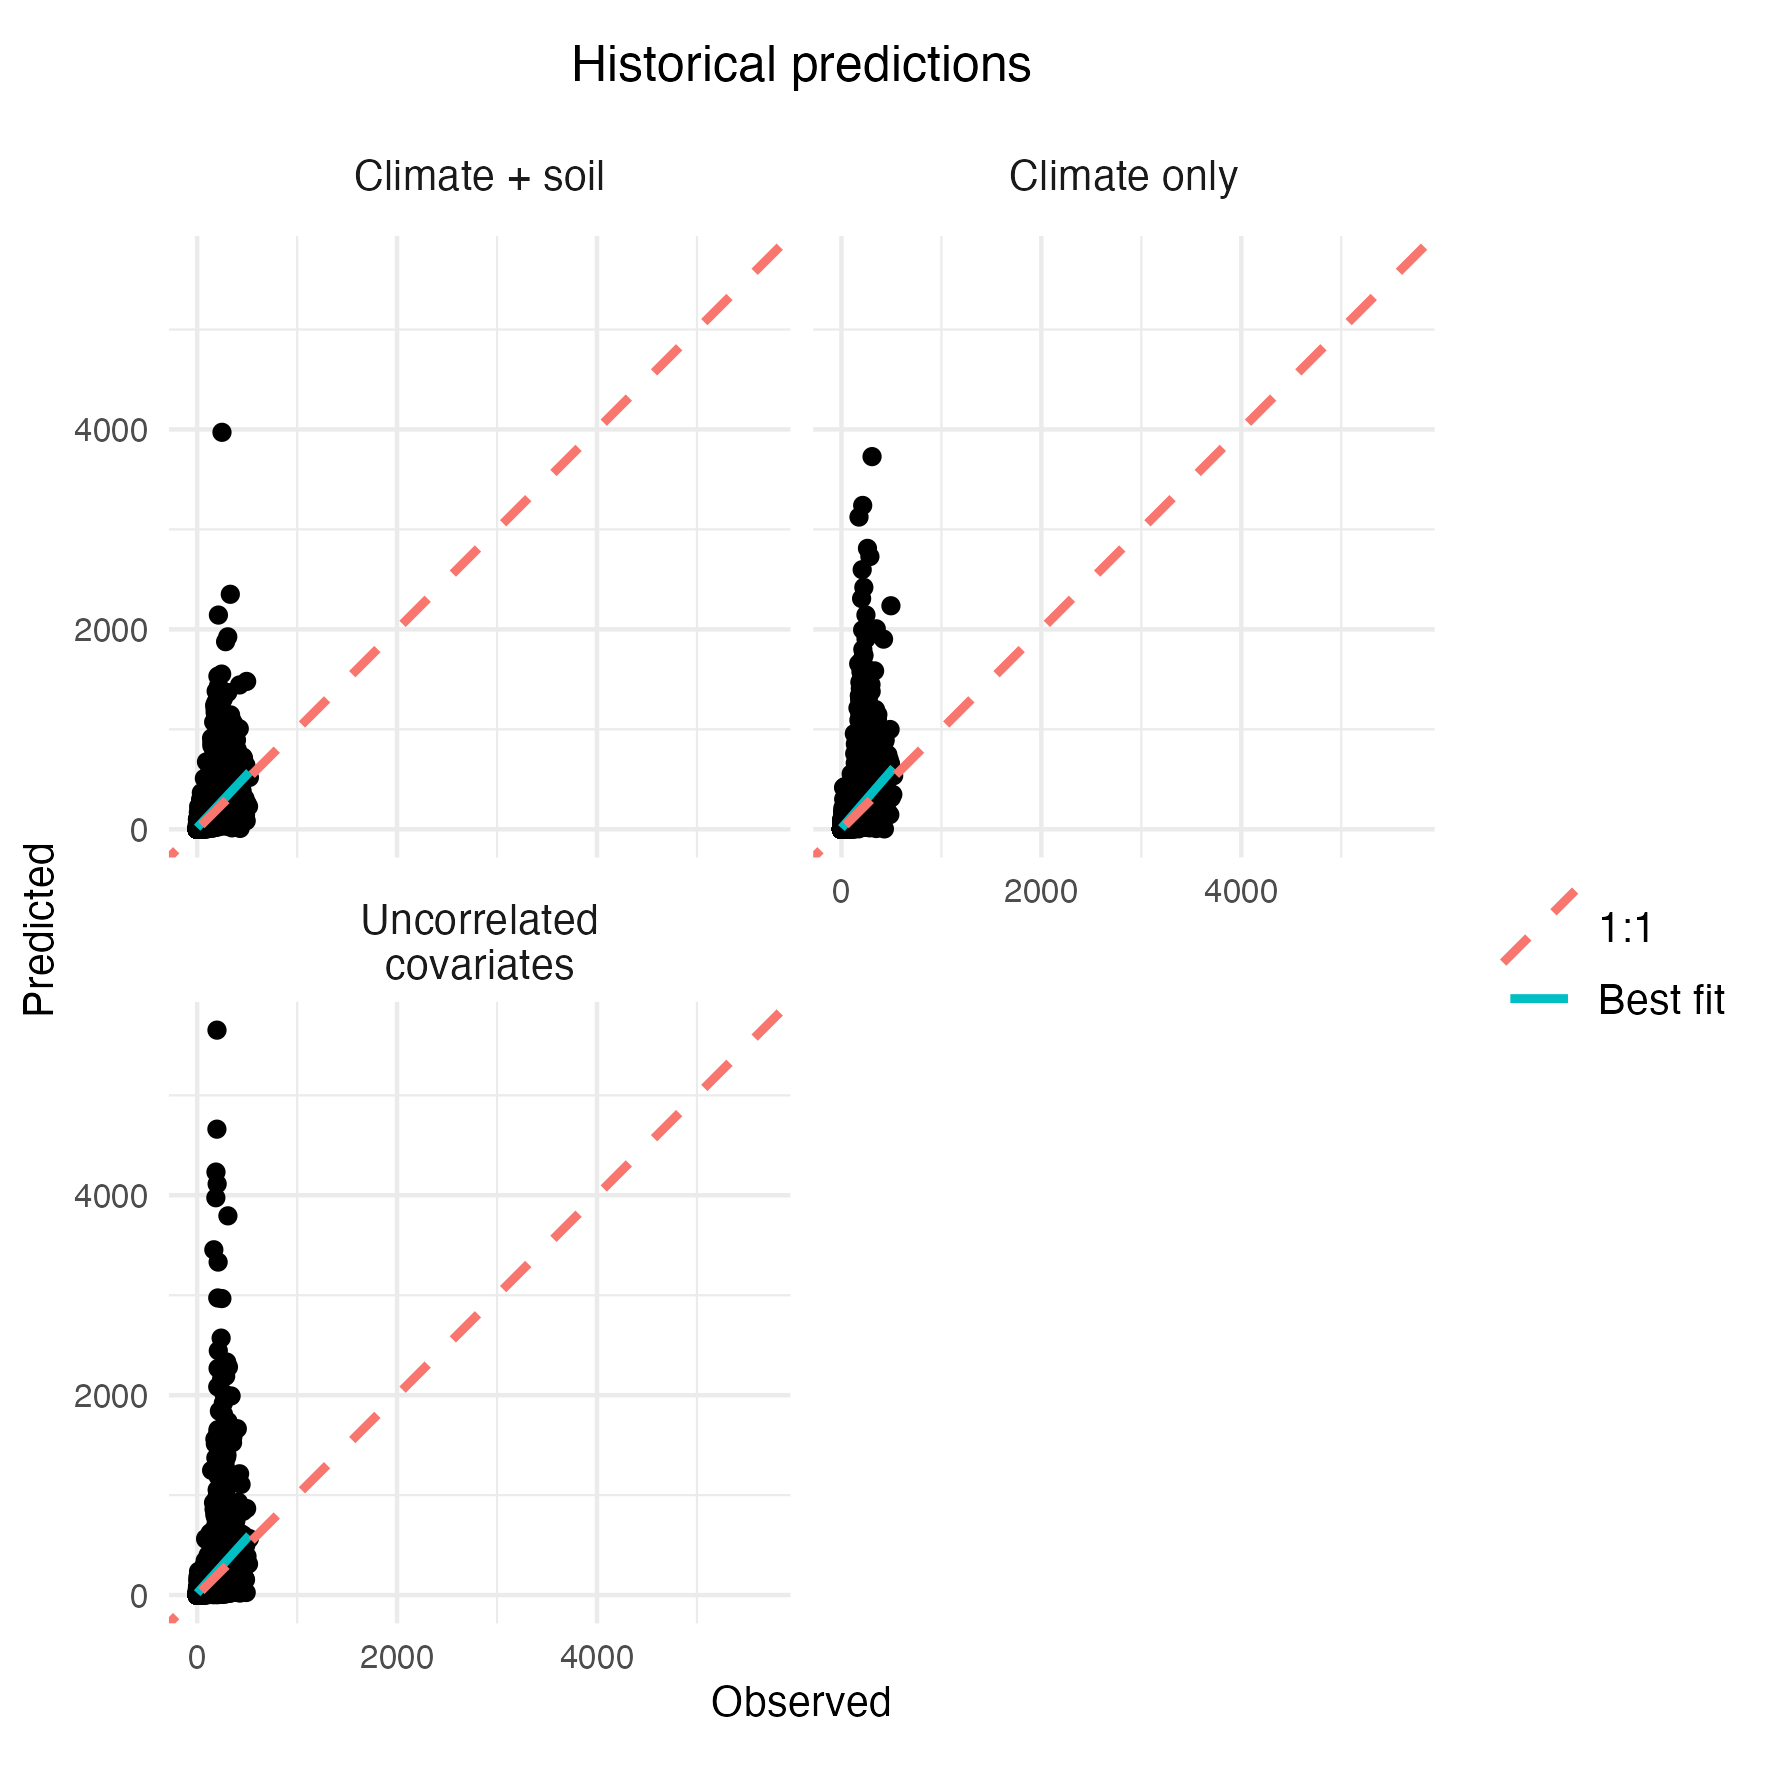 Historical predictions
Climate + soil
Climate only
4000
2000
0
0 2000 4000
Predicted
Uncorrelated
covariates
4000
2000
0
0 2000 4000
Observed
1:1
Best fit